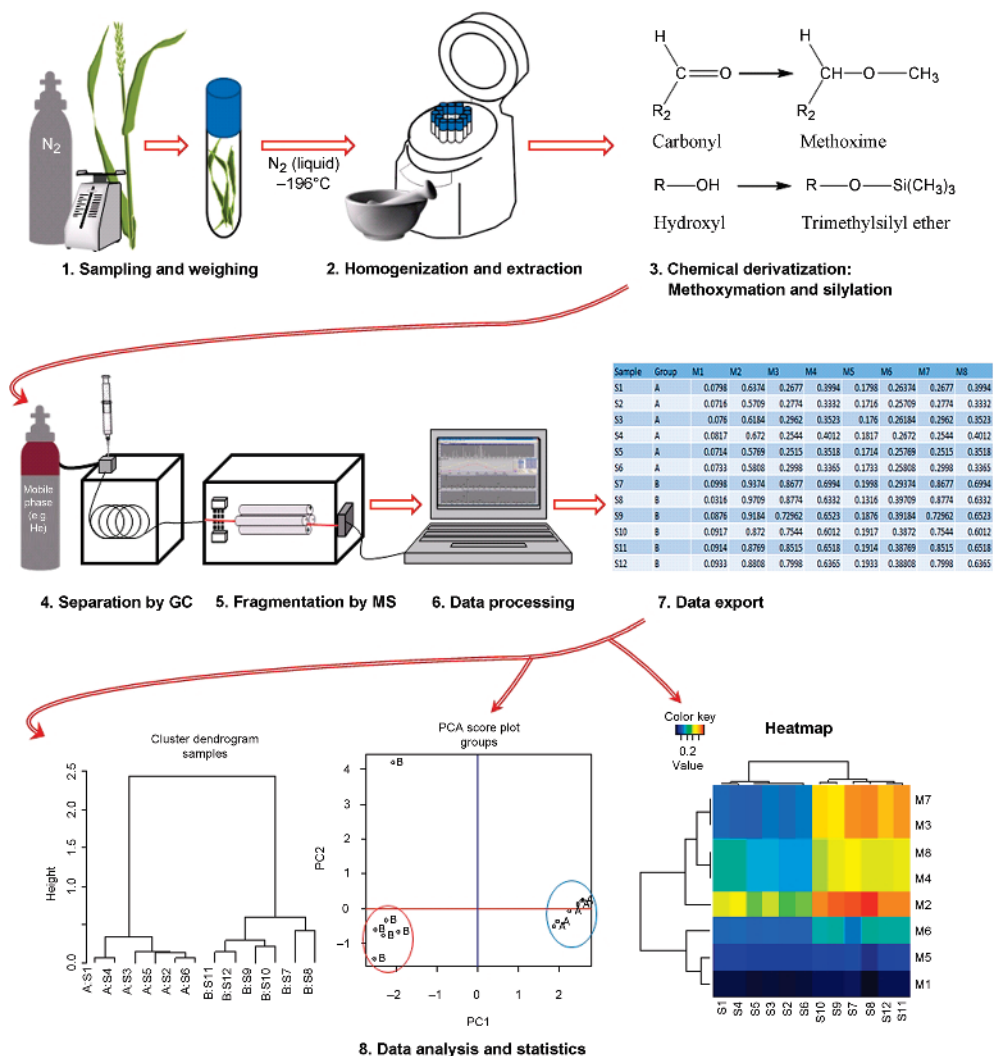 N2
N2 (liquid)
–196°C
H
C
O
R2
Carbonyl
H
CH—O—CH3
R2
Methoxime
R—OH
Hydroxyl
R—O—Si(CH3)3
Trimethylsilyl ether
1. Sampling and weighing
2. Homogenization and extraction
3. Chemical derivatization:
Methoxymation and silylation
Mobile
phase
(e.g
He)
4. Separation by GC
5. Fragmentation by MS
6. Data processing
Sample Group M1 M2 M3 M4 M5 M6 M7 M8
S1 A 0.0798 0.6374 0.2677 0.3994 0.1798 0.26374 0.2677 0.3994
S2 A 0.0716 0.5709 0.2774 0.3332 0.1716 0.25709 0.2774 0.3332
S3 A 0.076 0.6184 0.2962 0.3523 0.176 0.26184 0.2962 0.3523
S4 A 0.0817 0.672 0.2544 0.4012 0.1817 0.2672 0.2544 0.4012
S5 A 0.0714 0.5769 0.2515 0.3518 0.1714 0.25769 0.2515 0.3518
S6 A 0.0733 0.5808 0.2998 0.3365 0.1733 0.25808 0.2998 0.3365
S7 B 0.0998 0.9374 0.8677 0.6994 0.1998 0.29374 0.8677 0.6994
S8 B 0.0316 0.9709 0.8774 0.6332 0.1316 0.39709 0.8774 0.6332
S9 B 0.0876 0.9184 0.72962 0.6523 0.1876 0.39184 0.72962 0.6523
S10 B 0.0917 0.872 0.7544 0.6012 0.1917 0.3872 0.7544 0.6012
S11 B 0.0914 0.8769 0.8515 0.6518 0.1914 0.38769 0.8515 0.6518
S12 B 0.0933 0.8808 0.7998 0.6365 0.1933 0.38808 0.7998 0.6365
7. Data export
Cluster dendrogram
samples
Height
2.5
2.0
1.5
1.0
0.5
0.0
A:S1
A:S4
A:S3
A:S5
A:S2
A:S6
B:S11
B:S12
B:S9
B:S10
B:S7
B:S8
PCA score plot
groups
PC2
4
3
2
1
0
–1
B
B
B
B
B
B
A
A
A
A
–2 –1 0 1 2
PC1
Color key
0.2
Value
Heatmap
M7
M3
M8
M4
M2
M6
M5
M1
S1
S4
S5
S3
S2
S6
S10
S9
S7
S8
S12
S11
8. Data analysis and statistics